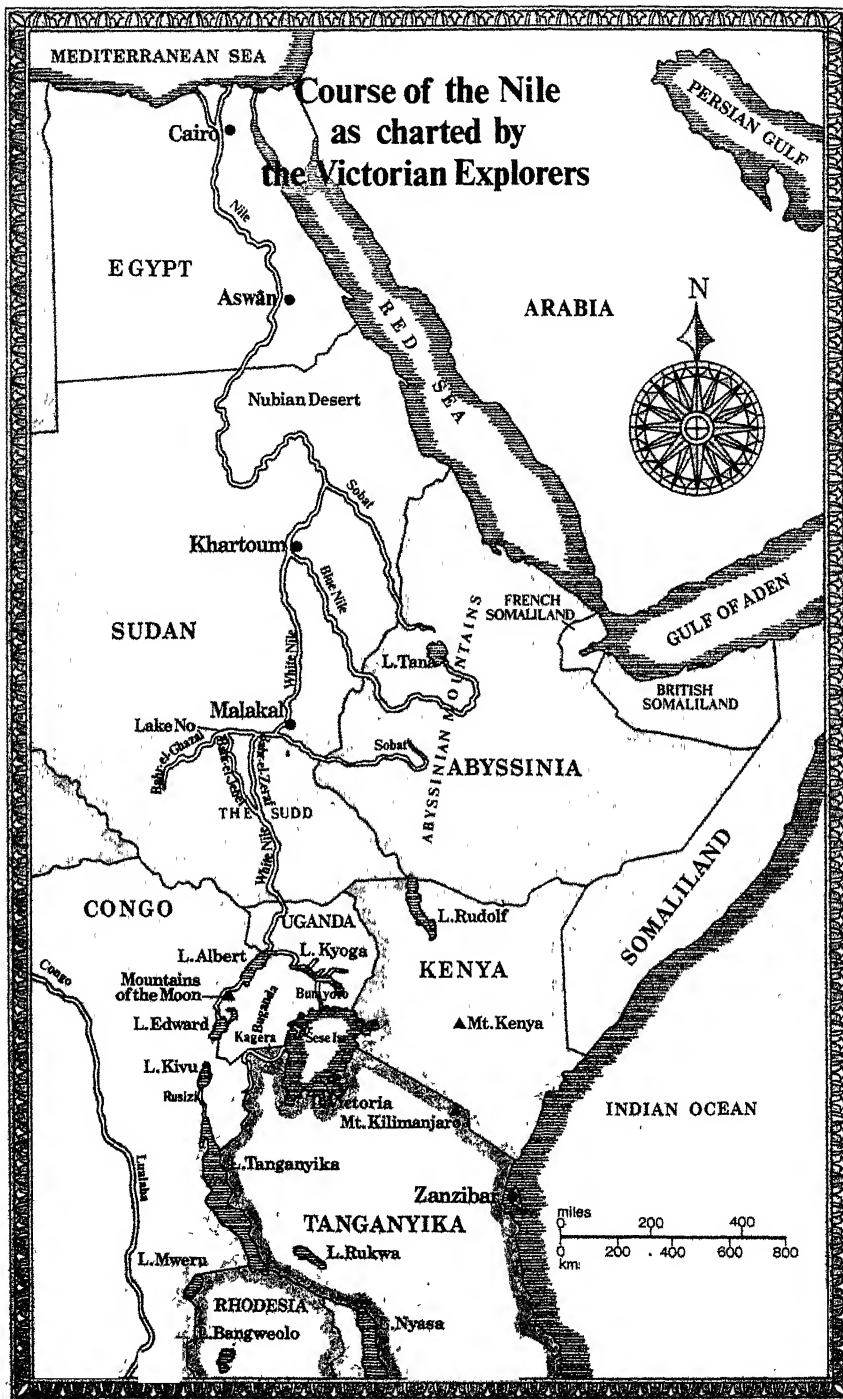 MEDITERRANEAN SEA
Course of the Nile
as charted by
the Victorian Explorers
PERSIAN GULF
Cairo
Nile
EGYPT
Aswân
RED SEA
ARABIA
N
Nubian Desert
Sobat
Khartoum
Blue Nile
FRENCH
SOMALILAND
GULF OF ADEN
SUDAN
White Nile
L.Tana
ABYSSINIAN MOUNTAINS
BRITISH
SOMALILAND
Malakal
Lake No
Bahr-el-Ghazal
Sobat
ABYSSINIA
THE SUDD
White Nile
SOMALILAND
CONGO
UGANDA
L.Rudolf
L.Albert
L.Kyoga
KENYA
Congo
Mountains
of the Moon
Bunyoro
Buganda
L.Edward
Kagera
Sese Is.
Mt.Kenya
L.Kivu
Rusizi
Victoria
Mt.Kilimanjaro
INDIAN OCEAN
Lualaba
L.Tanganyika
Zanzibar
miles
0 200 400
0 200 400 600 800
km:
TANGANYIKA
L.Rukwa
L.Mweru
RHODESIA
L.Nyasa
L.Bangweolo